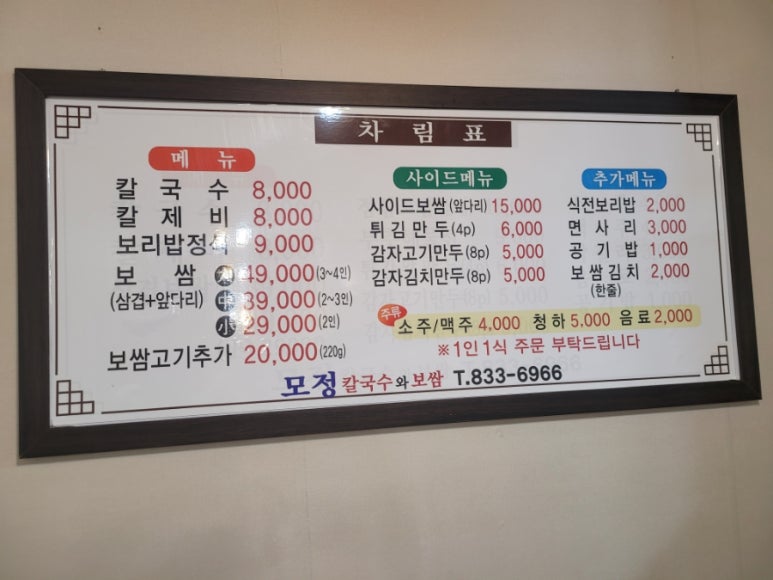 차림표
메뉴
칼국수 8,000
칼제비 8,000
보리밥정식 9,000
보쌈 大 49,000 (3~4인)
(삼겹+앞다리) 中 39,000 (2~3인)
小 29,000 (2인)
보쌈고기추가 20,000 (220g)
사이드메뉴
사이드보쌈 (앞다리) 15,000
튀김만두 (4p) 6,000
감자고기만두 (8p) 5,000
감자김치만두 (8p) 5,000
추가메뉴
식전보리밥 2,000
면사리 3,000
공기밥 1,000
보쌈김치 2,000
(한줄)
주류 소주/맥주 4,000 청하 5.000 음료 2,000
※1인 1식 주문 부탁드립니다
모정 칼국수와 보쌈 T.833-6966